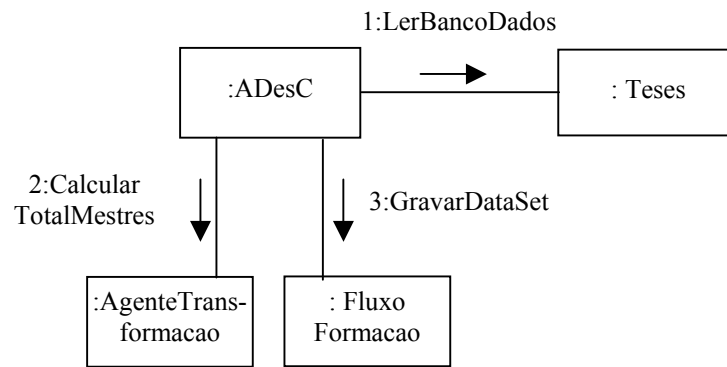 1:LerBancoDados
:ADesC
: Teses
2:Calcular
TotalMestres
3:GravarDataSet
:AgenteTrans-
formacao
: Fluxo
Formacao